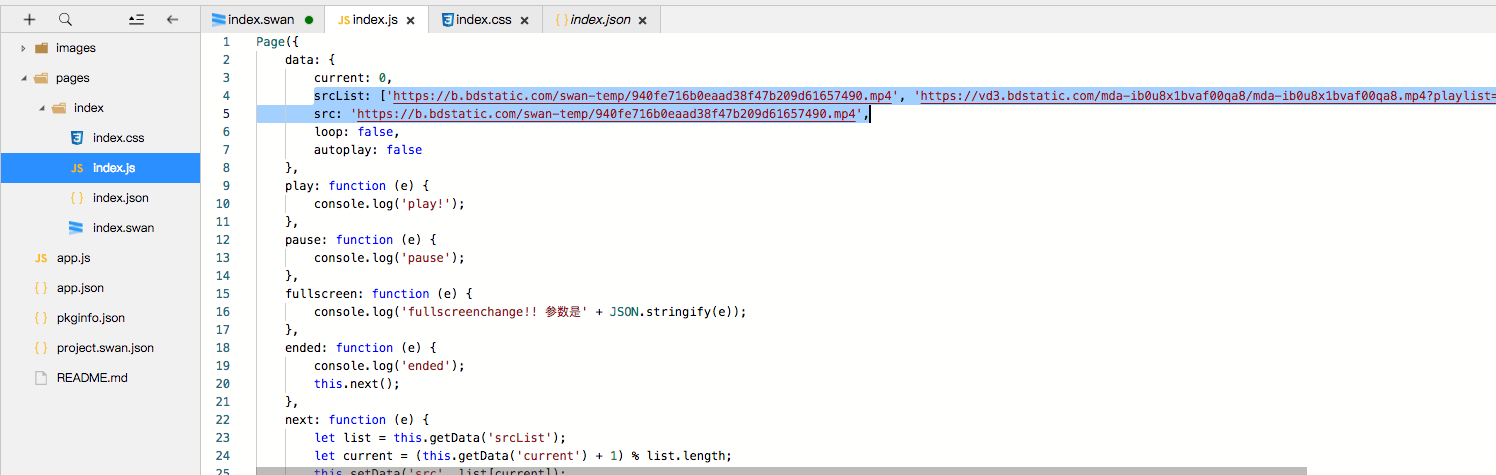 index.swan index.js index.css index.json
images
pages
index
index.css
index.js
index.json
index.swan
app.js
app.json
pkginfo.json
project.swan.json
README.md
1 Page({
2 data: {
3 current: 0,
4 srcList: ['https://b.bdstatic.com/swan-temp/940fe716b0eaad38f47b209d61657490.mp4', 'https://vd3.bdstatic.com/mda-ib0u8x1bvaf00qa8/mda-ib0u8x1bvaf00qa8.mp4?playlist=
5 src: 'https://b.bdstatic.com/swan-temp/940fe716b0eaad38f47b209d61657490.mp4',
6 loop: false,
7 autoplay: false
8 },
9 play: function (e) {
10 console.log('play!');
11 },
12 pause: function (e) {
13 console.log('pause');
14 },
15 fullscreen: function (e) {
16 console.log('fullscreenchange!! 参数是' + JSON.stringify(e));
17 },
18 ended: function (e) {
19 console.log('ended');
20 this.next();
21 },
22 next: function (e) {
23 let list = this.getData('srcList');
24 let current = (this.getData('current') + 1) % list.length;
25 this.setData('src', list[current]);